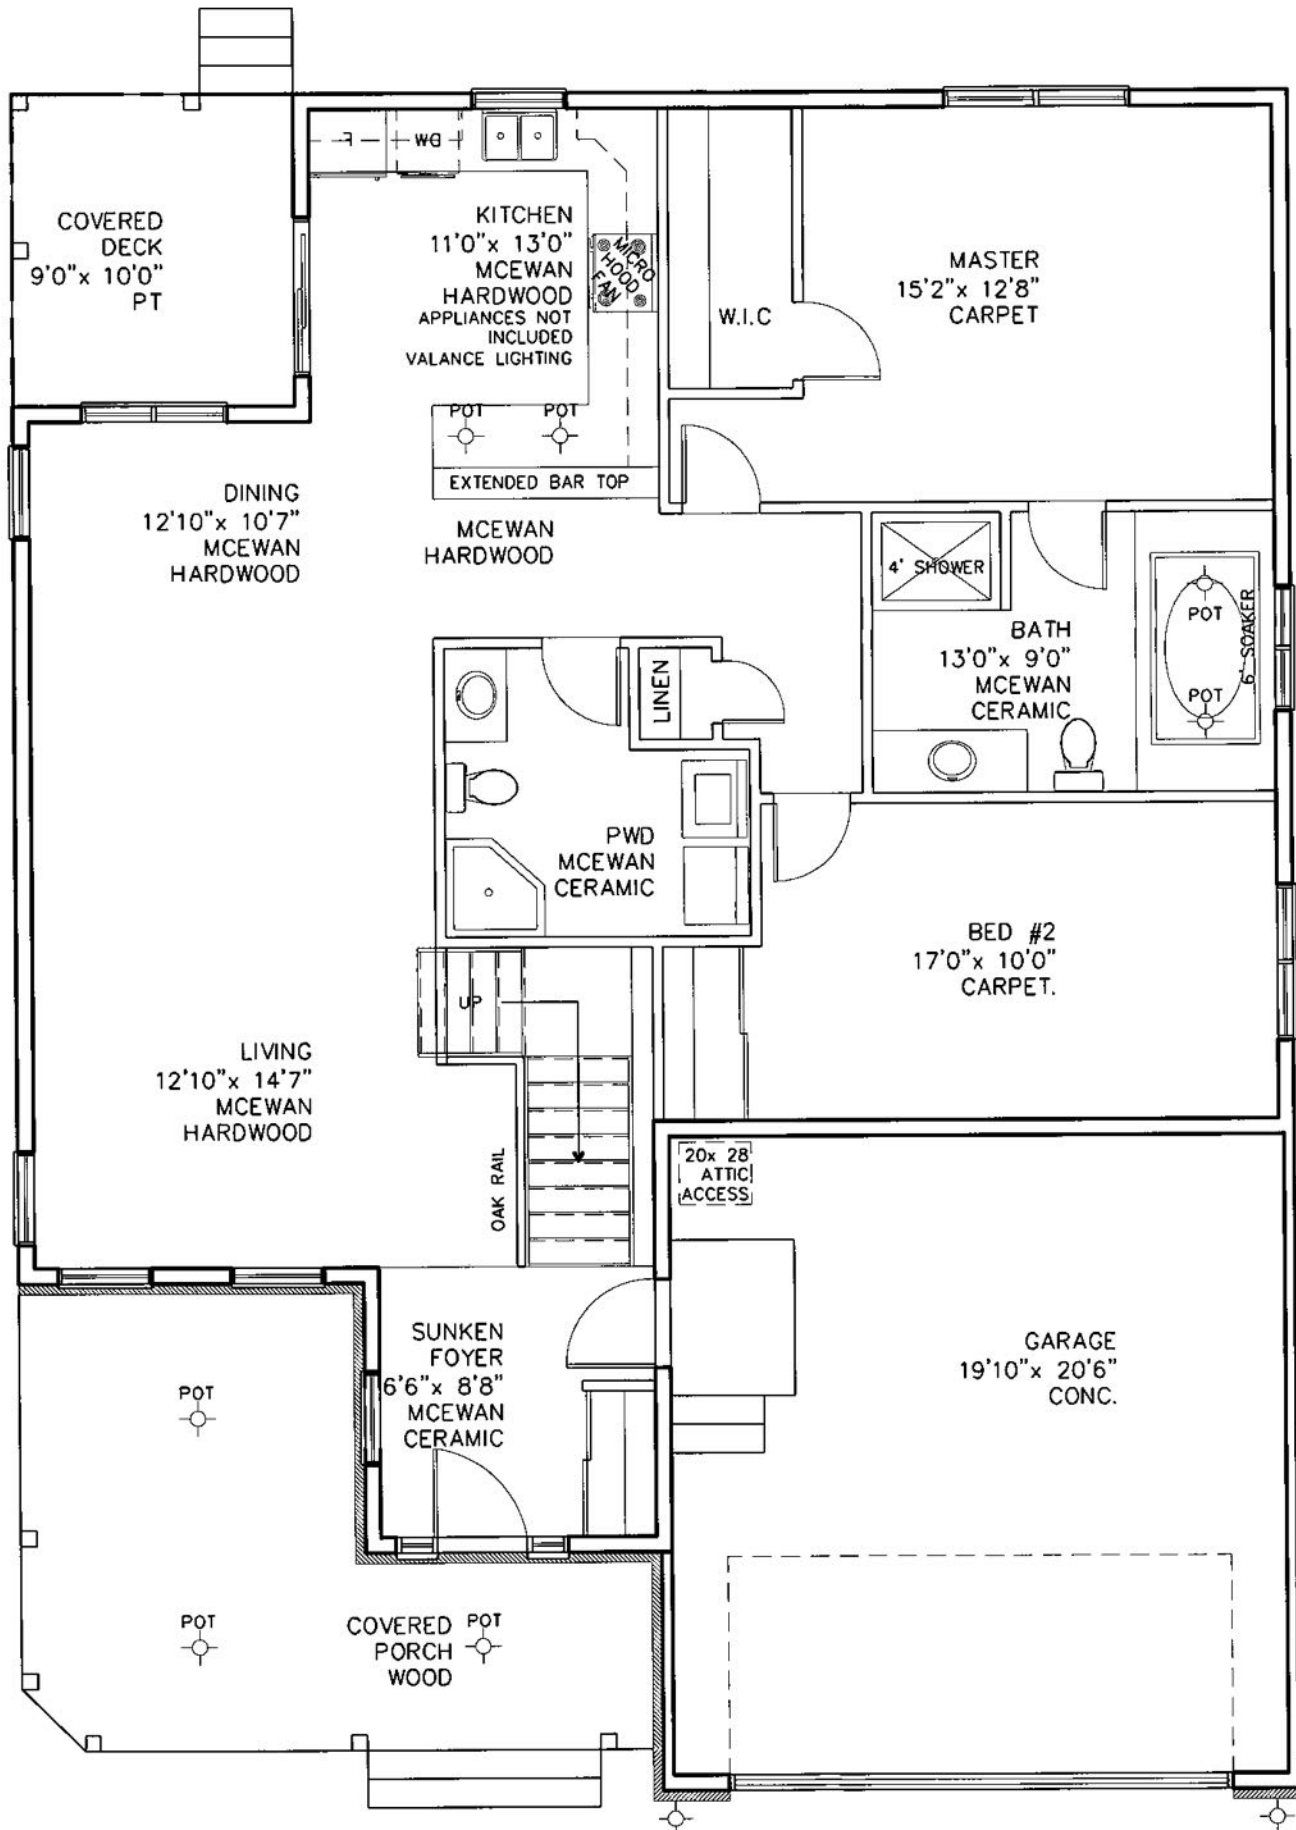 COVERED
DECK
9'0"x 10'0"
PT
F
DW
KITCHEN
11'0"x 13'0"
MCEWAN
HARDWOOD
APPLIANCES NOT
INCLUDED
VALANCE LIGHTING
MICRO
HOOD
FAN
W.I.C
MASTER
15'2"x 12'8"
CARPET
POT
POT
EXTENDED BAR TOP
DINING
12'10"x 10'7"
MCEWAN
HARDWOOD
MCEWAN
HARDWOOD
4' SHOWER
BATH
13'0"x 9'0"
MCEWAN
CERAMIC
POT
POT
6' SOAKER
LINEN
PWD
MCEWAN
CERAMIC
BED #2
17'0"x 10'0"
CARPET.
UP
LIVING
12'10"x 14'7"
MCEWAN
HARDWOOD
OAK RAIL
20x 28
ATTIC
ACCESS
SUNKEN
FOYER
6'6"x 8'8"
MCEWAN
CERAMIC
GARAGE
19'10"x 20'6"
CONC.
POT
POT
COVERED
PORCH
WOOD
POT